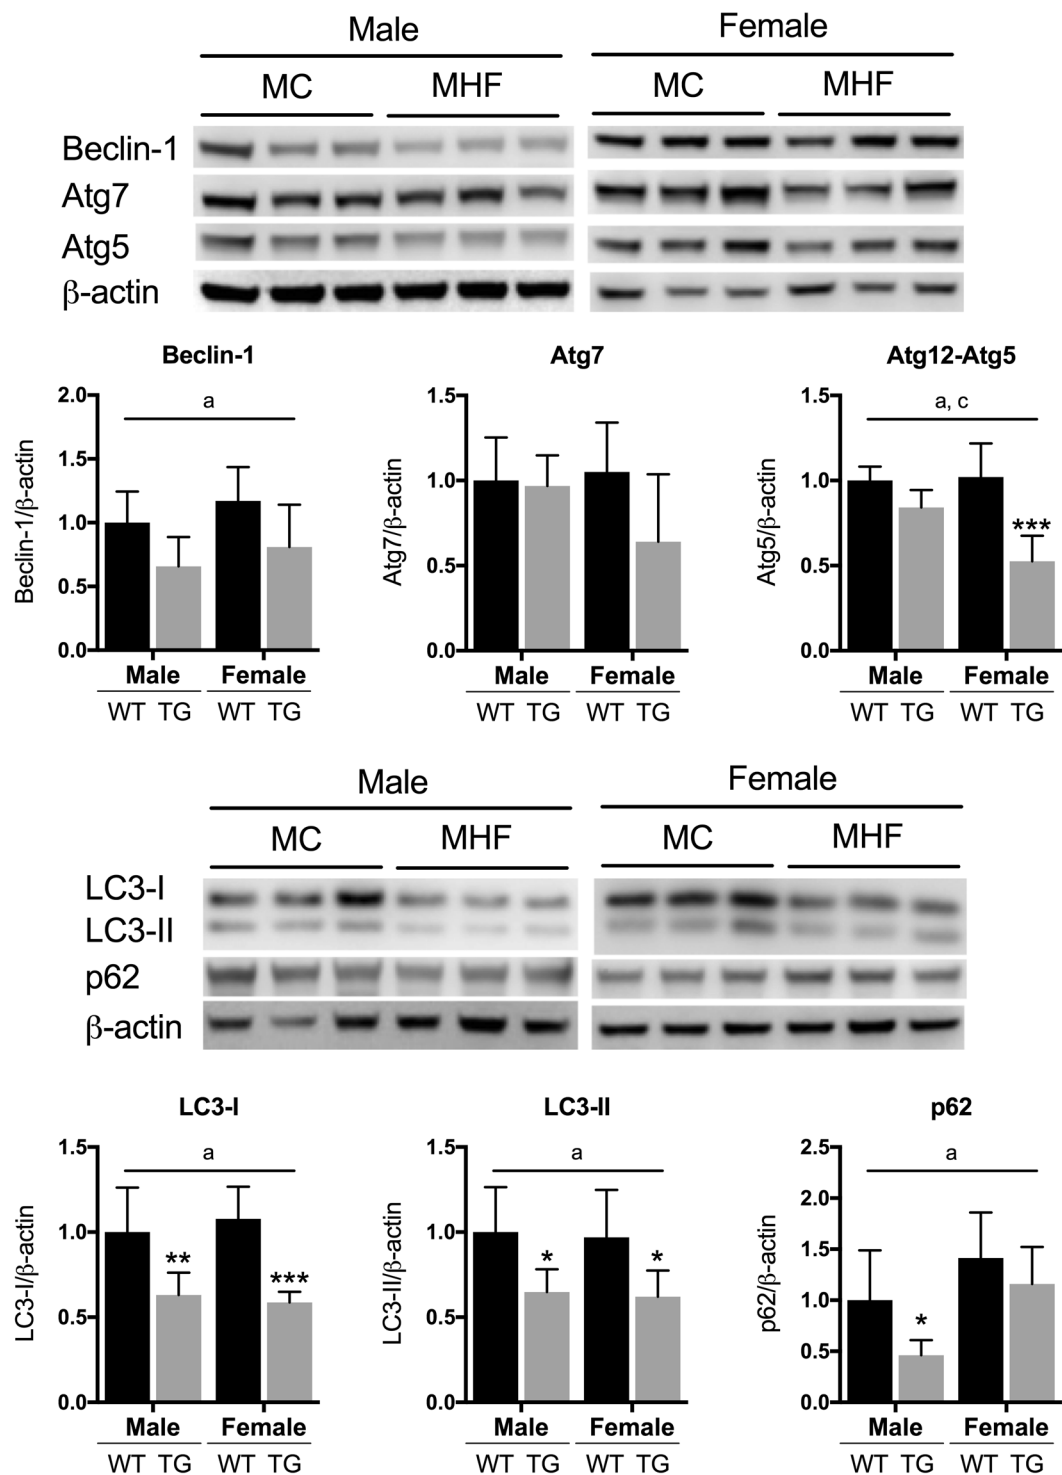 Male Female
MC MHF MC MHF
Beclin-1
Atg7
Atg5
β-actin
Beclin-1 Atg7 Atg12-Atg5
Beclin-1/β-actin
2.0
1.5
1.0
0.5
0.0
a
Male Female
WT TG WT TG
Atg7/β-actin
1.5
1.0
0.5
0.0
Male Female
WT TG WT TG
Atg5/β-actin
1.5
1.0
0.5
0.0
a, c
***
Male Female
WT TG WT TG
Male Female
MC MHF MC MHF
LC3-I
LC3-II
p62
β-actin
LC3-I LC3-II p62
LC3-I/β-actin
1.5
1.0
0.5
0.0
a
**
***
Male Female
WT TG WT TG
LC3-II/β-actin
1.5
1.0
0.5
0.0
a
* *
Male Female
WT TG WT TG
p62/β-actin
2.5
2.0
1.5
1.0
0.5
0.0
a
*
Male Female
WT TG WT TG